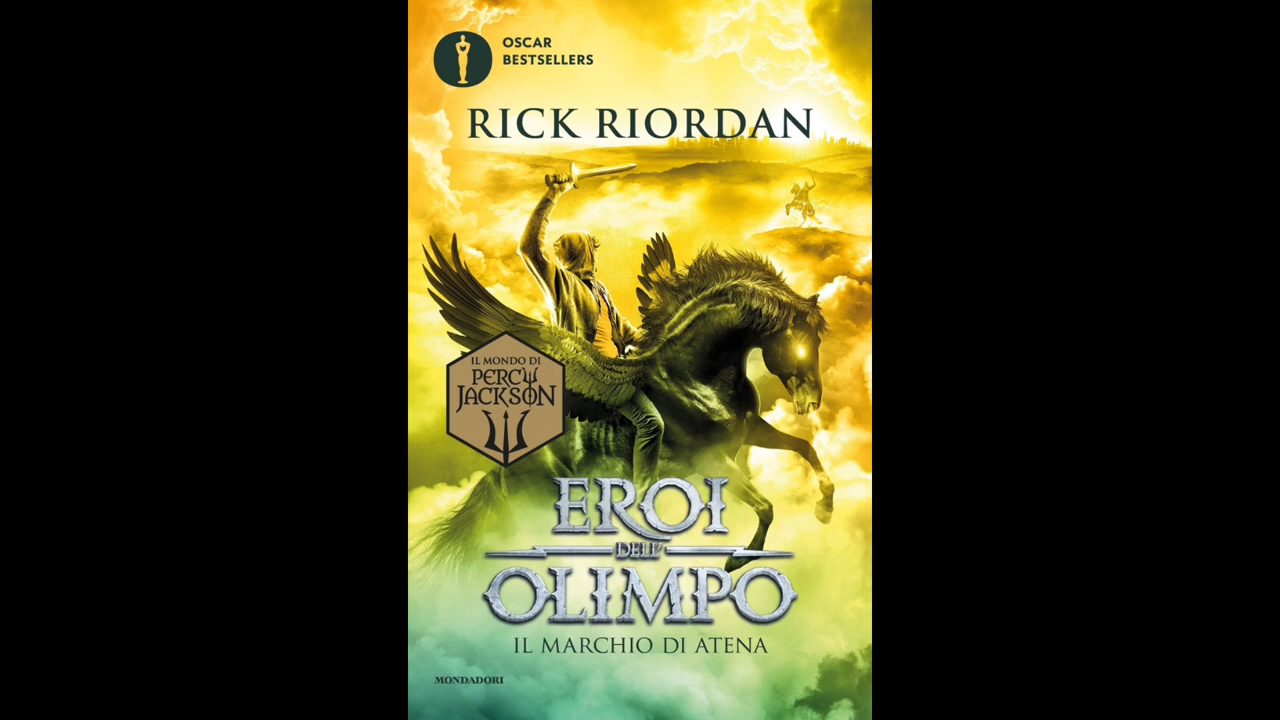 OSCAR
BESTSELLERS
RICK RIORDAN
IL MONDO DI
PERCY
JACKSON
EROI
DELL'
OLIMPO
IL MARCHIO DI ATENA
MONDADORI